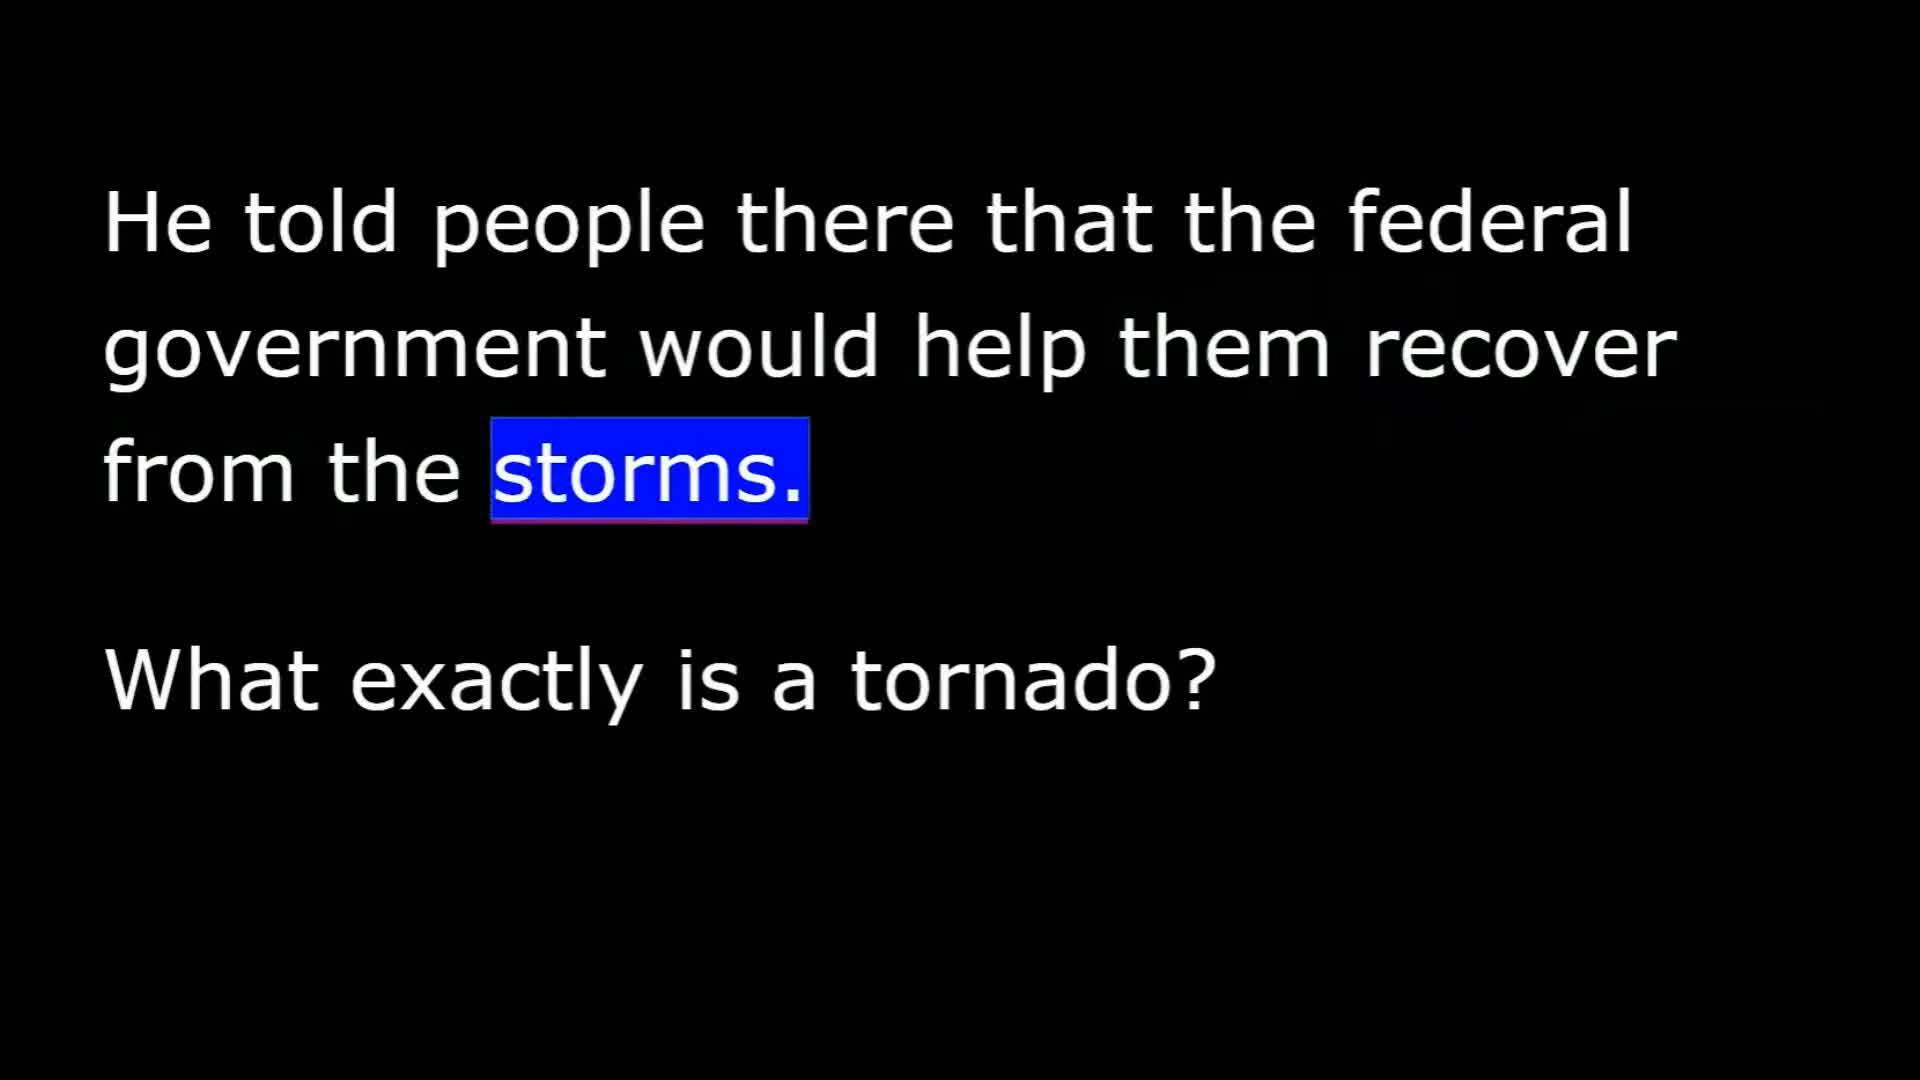 He told people there that the federal
government would help them recover
from the storms.
What exactly is a tornado?